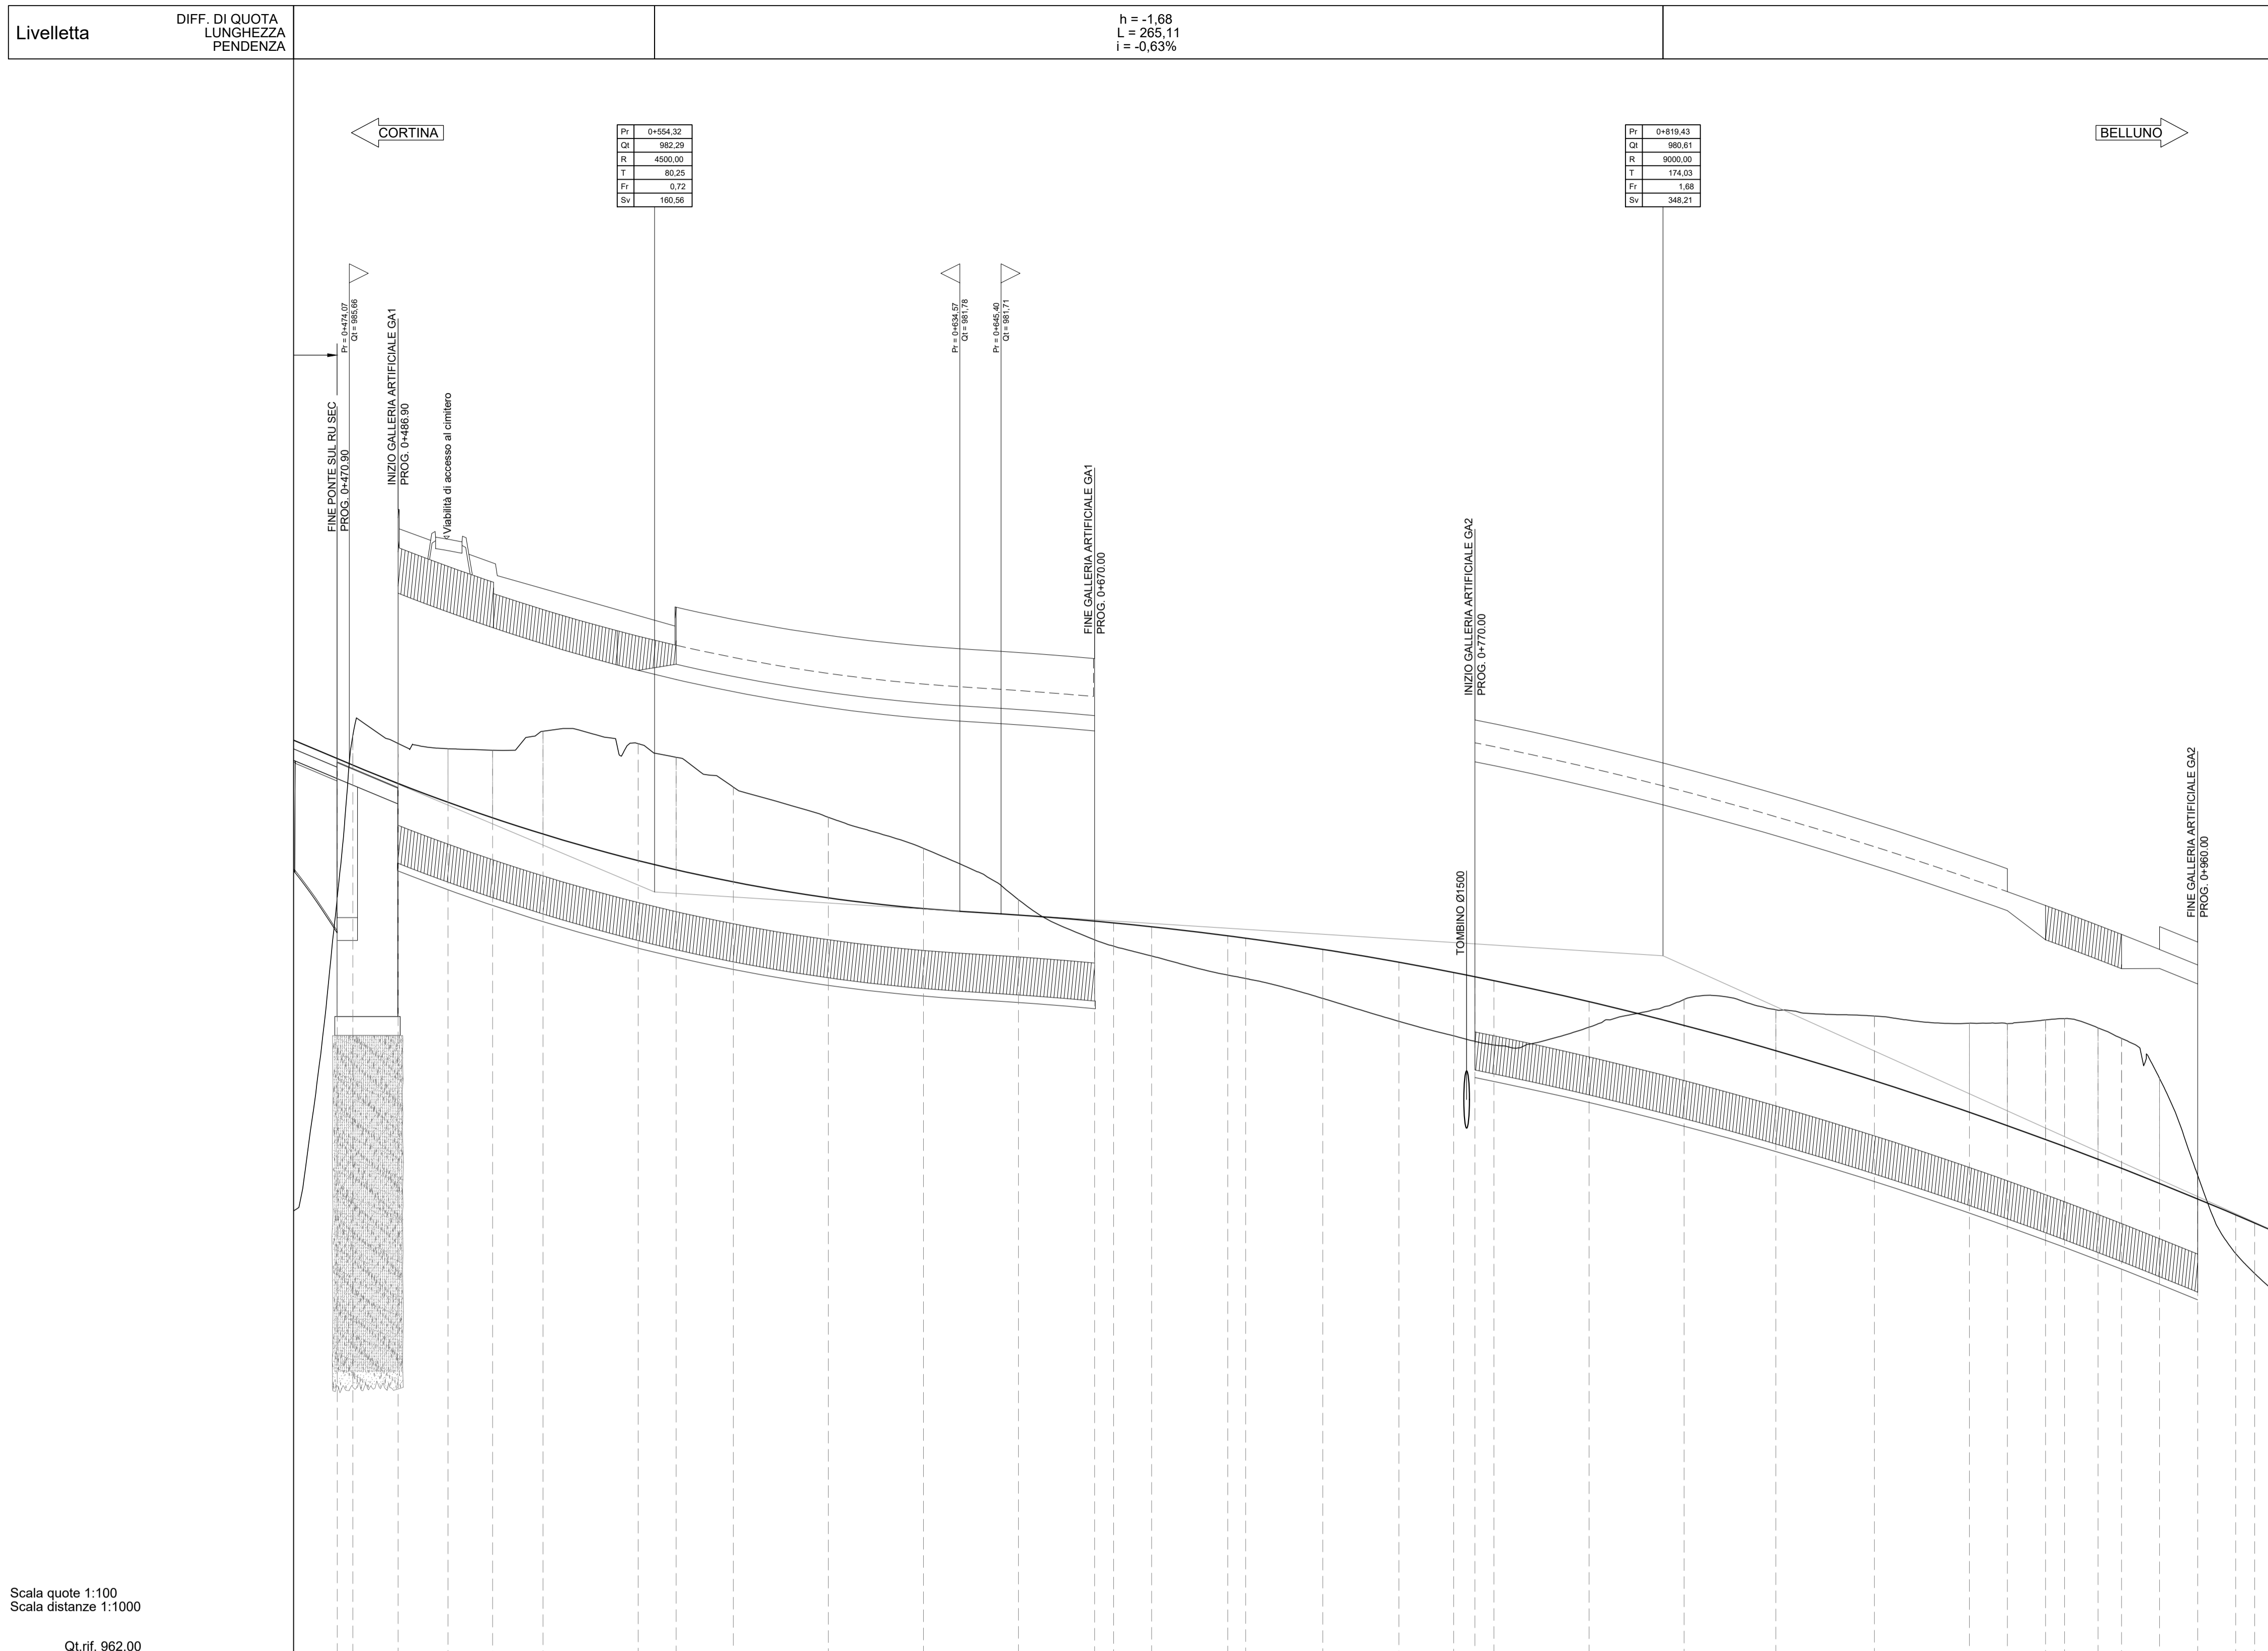 Livelletta
DIFF. DI QUOTA
LUNGHEZZA
PENDENZA
h = -1,68
L = 265,11
i = -0,63%
CORTINA
BELLUNO
Pr 0+554,32
Qt 982,29
R 4500,00
T 80,25
Fr 0,72
Sv 160,56
Pr 0+819,43
Qt 980,61
R 9000,00
T 174,03
Fr 1,68
Sv 348,21
FINE PONTE SUL RU SEC
PROG. 0+470.90
Pr = 0+474,07
Qt = 985,66
INIZIO GALLERIA ARTIFICIALE GA1
PROG. 0+486.90
Viabilità di accesso al cimitero
Pr = 0+634,57
Qt = 981,78
Pr = 0+645,40
Qt = 981,71
FINE GALLERIA ARTIFICIALE GA1
PROG. 0+670.00
TOMBINO Ø1500
INIZIO GALLERIA ARTIFICIALE GA2
PROG. 0+770.00
FINE GALLERIA ARTIFICIALE GA2
PROG. 0+960.00
Scala quote 1:100
Scala distanze 1:1000
Qt.rif. 962.00